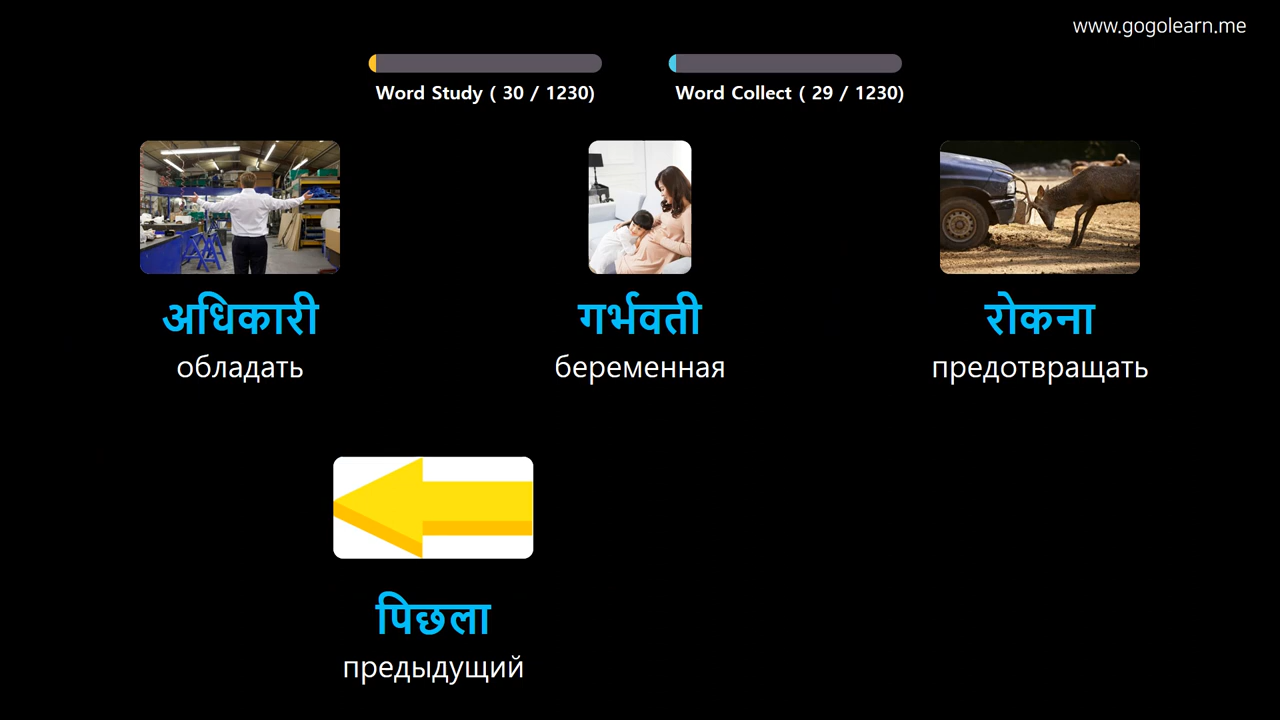 www.gogolearn.me
Word Study ( 30 / 1230)
Word Collect ( 29 / 1230)
अधिकारी
обладать
गर्भवती
беременная
रोकना
предотвращать
पिछला
предыдущий